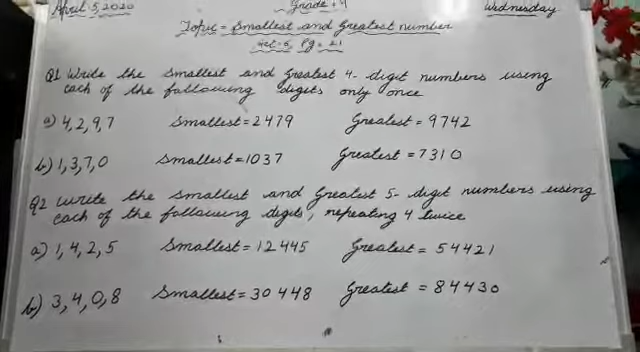 April 5, 2020 Grade - 4 Wednesday
Topic = Smallest and Greatest number
Act = 5, Pg = 21
Q1 Write the smallest and greatest 4 - digit numbers using
each of the following digits only once
a) 4, 2, 9, 7 Smallest = 2479 Greatest = 9742
b) 1, 3, 7, 0 Smallest = 1037 Greatest = 7310
Q2 Write the smallest and Greatest 5 - digit numbers using
each of the following digits, repeating 4 twice
a) 1, 4, 2, 5 Smallest = 12445 Greatest = 54421
b) 3, 4, 0, 8 Smallest = 30448 Greatest = 84430